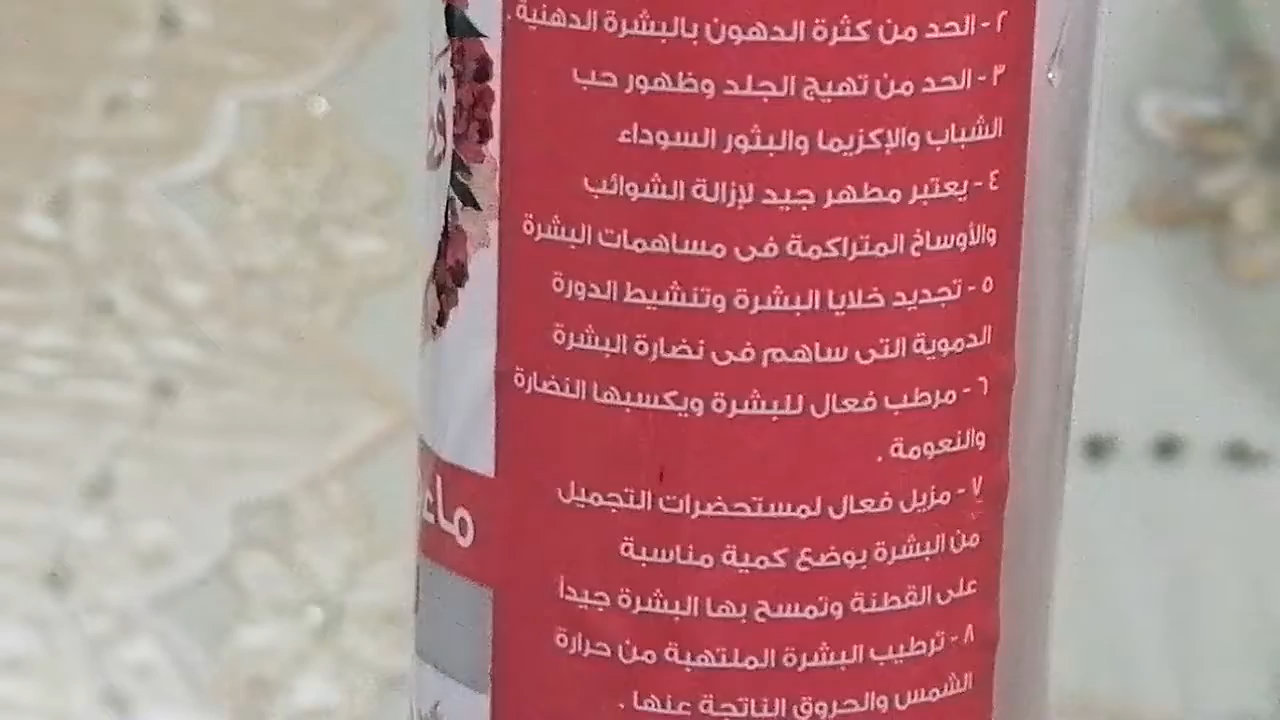 ٢- الحد من كثرة الدهون بالبشرة الدهنية.
٣- الحد من تهيج الجلد وظهور حب
الشباب والإكزيما والبثور السوداء
٤- يعتبر مطهر جيد لإزالة الشوائب
والأوساخ المتراكمة فى مساهمات البشرة
٥- تجديد خلايا البشرة وتنشيط الدورة
الدموية التى ساهم فى نضارة البشرة
٦- مرطب فعال للبشرة ويكسبها النضارة
والنعومة .
٧- مزيل فعال لمستحضرات التجميل
من البشرة بوضع كمية مناسبة
على القطنة وتمسح بها البشرة جيداً
٨- ترطيب البشرة الملتهبة من حرارة
الشمس والحروق الناتجة عنها .
ماء